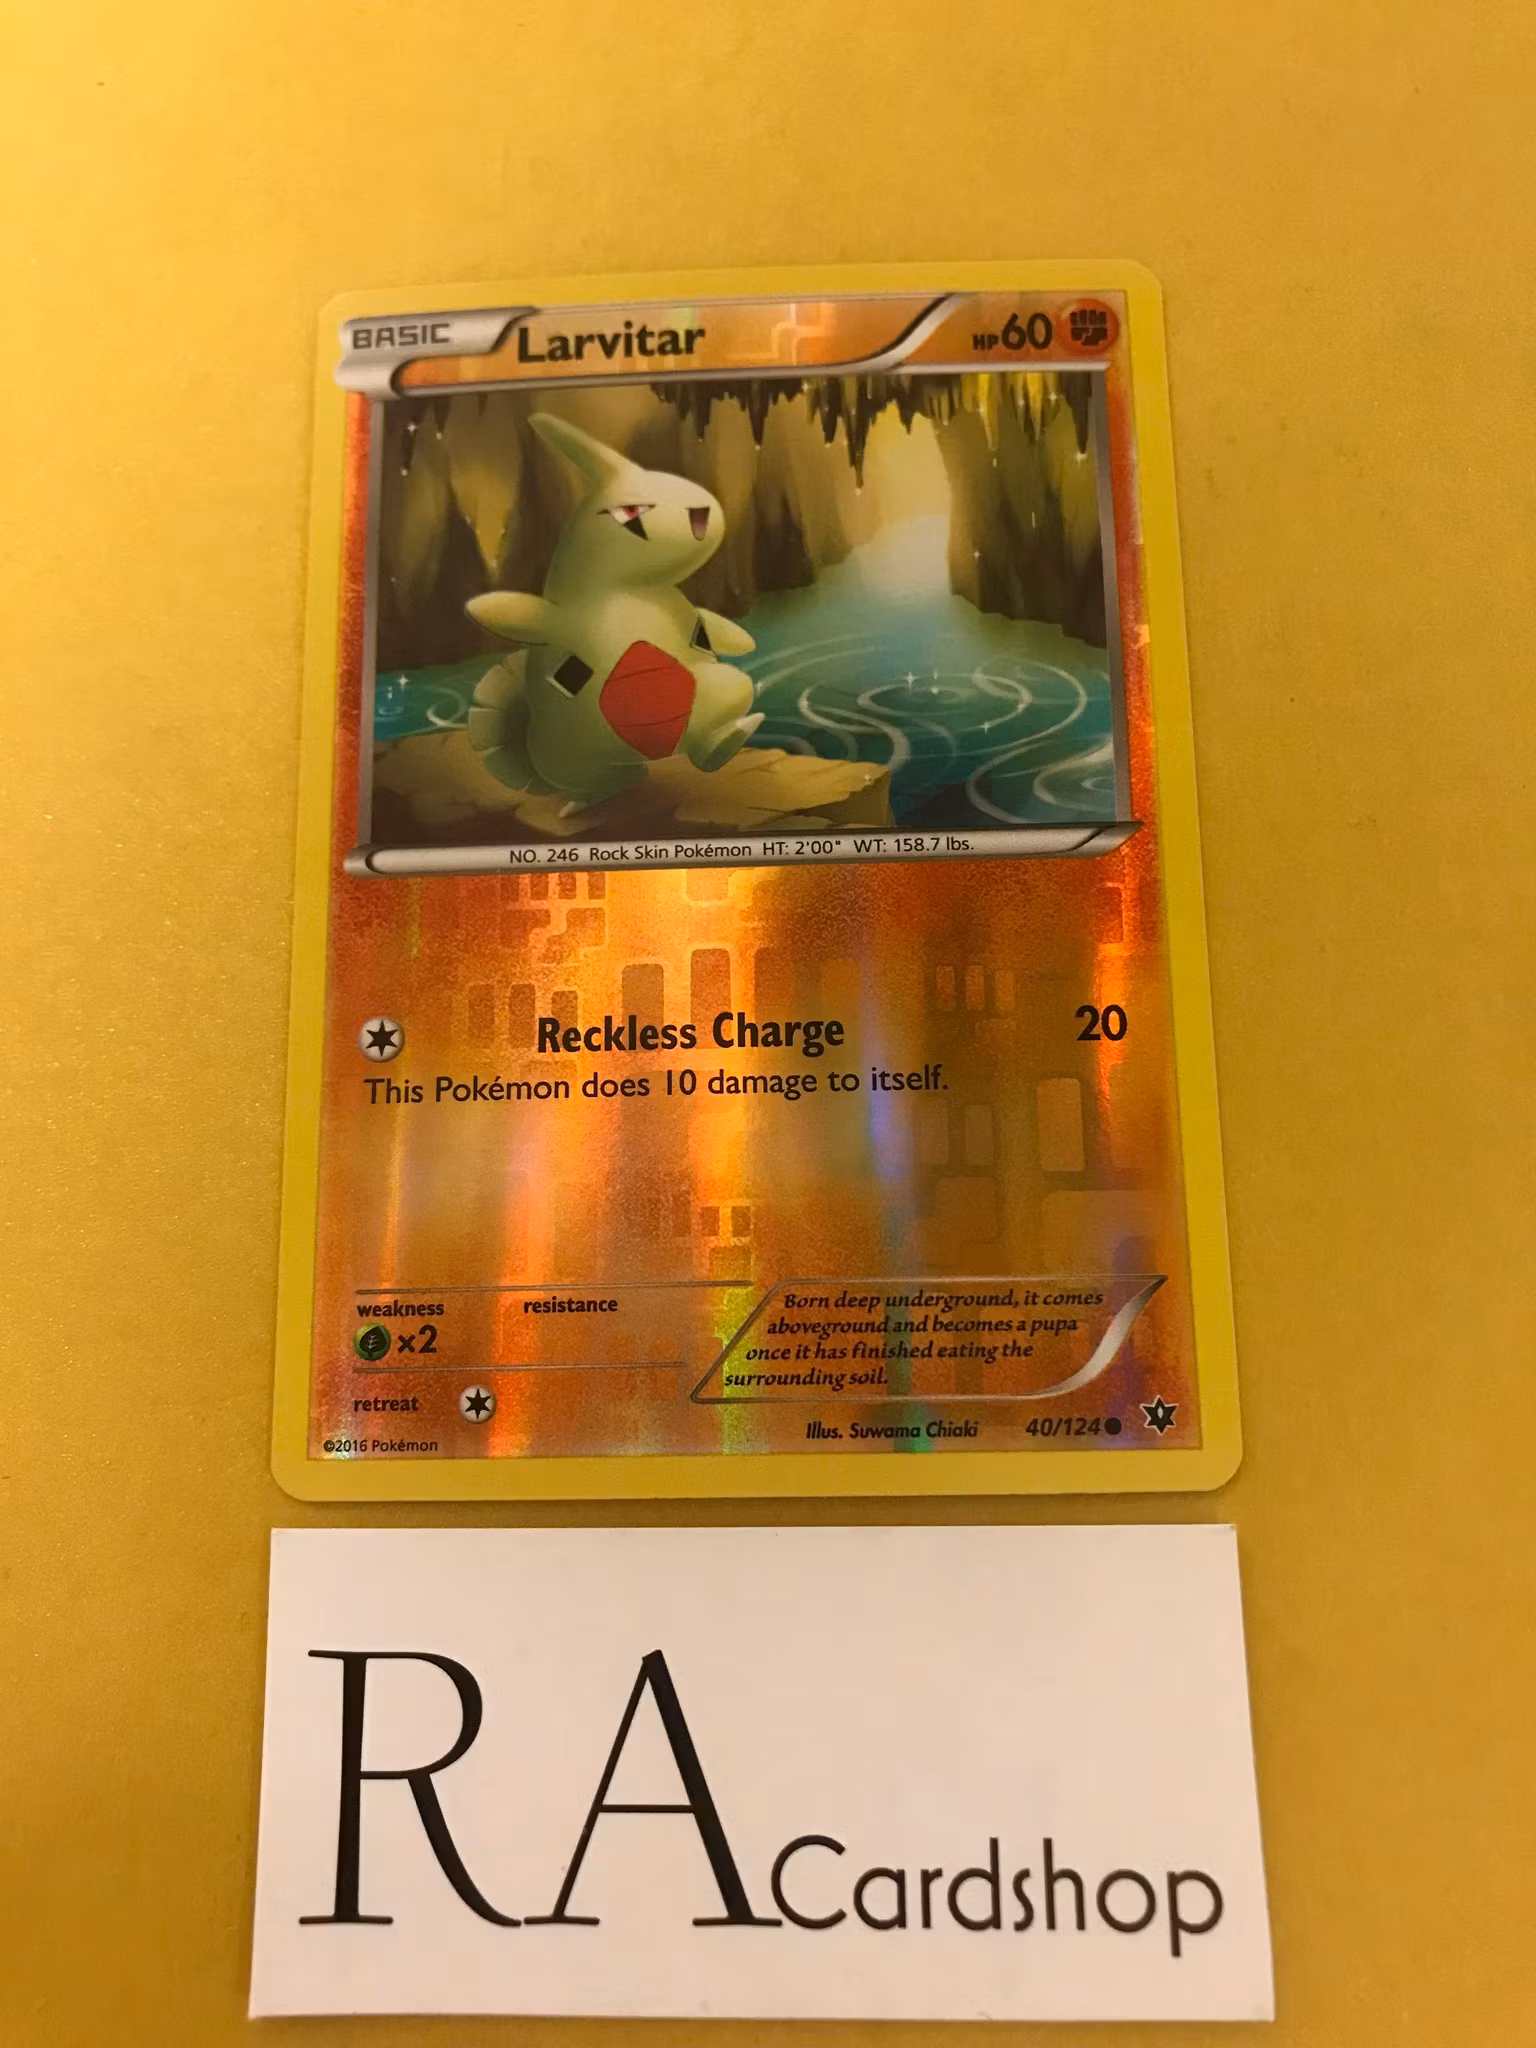 BASIC Larvitar HP60
NO. 246 Rock Skin Pokémon HT: 2'00" WT: 158.7 lbs.
Reckless Charge 20
This Pokémon does 10 damage to itself.
weakness resistance
×2
retreat
Born deep underground, it comes
aboveground and becomes a pupa
once it has finished eating the
surrounding soil.
Illus. Suwama Chiaki 40/124
©2016 Pokémon
RA Cardshop